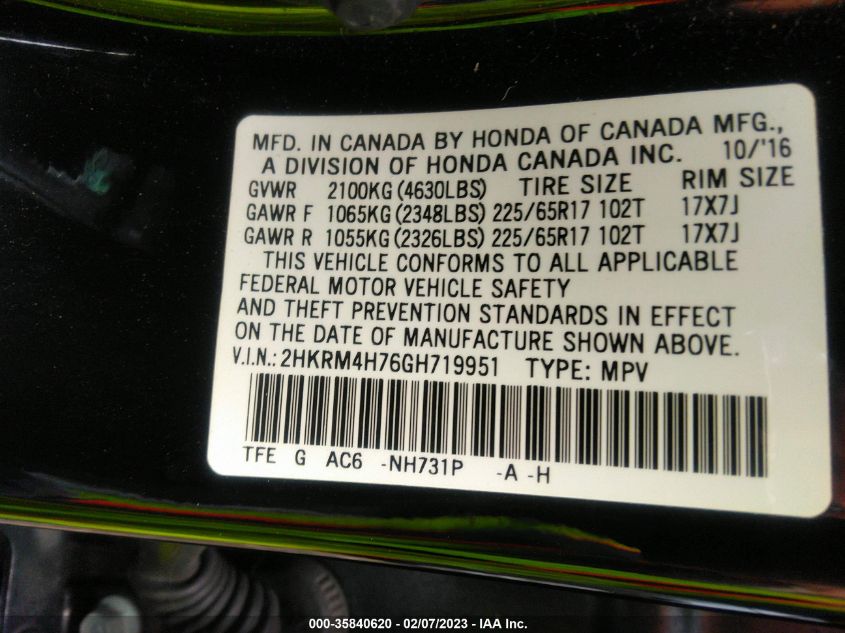 MFD. IN CANADA BY HONDA OF CANADA MFG.,
A DIVISION OF HONDA CANADA INC. 10/'16
GVWR 2100KG (4630LBS) TIRE SIZE RIM SIZE
GAWR F 1065KG (2348LBS) 225/65R17 102T 17X7J
GAWR R 1055KG (2326LBS) 225/65R17 102T 17X7J
THIS VEHICLE CONFORMS TO ALL APPLICABLE
FEDERAL MOTOR VEHICLE SAFETY
AND THEFT PREVENTION STANDARDS IN EFFECT
ON THE DATE OF MANUFACTURE SHOWN ABOVE.
V.I.N.: 2HKRM4H76GH719951 TYPE: MPV
TFE G AC6 -NH731P -A -H
000-35840620 - 02/07/2023 - IAA Inc.